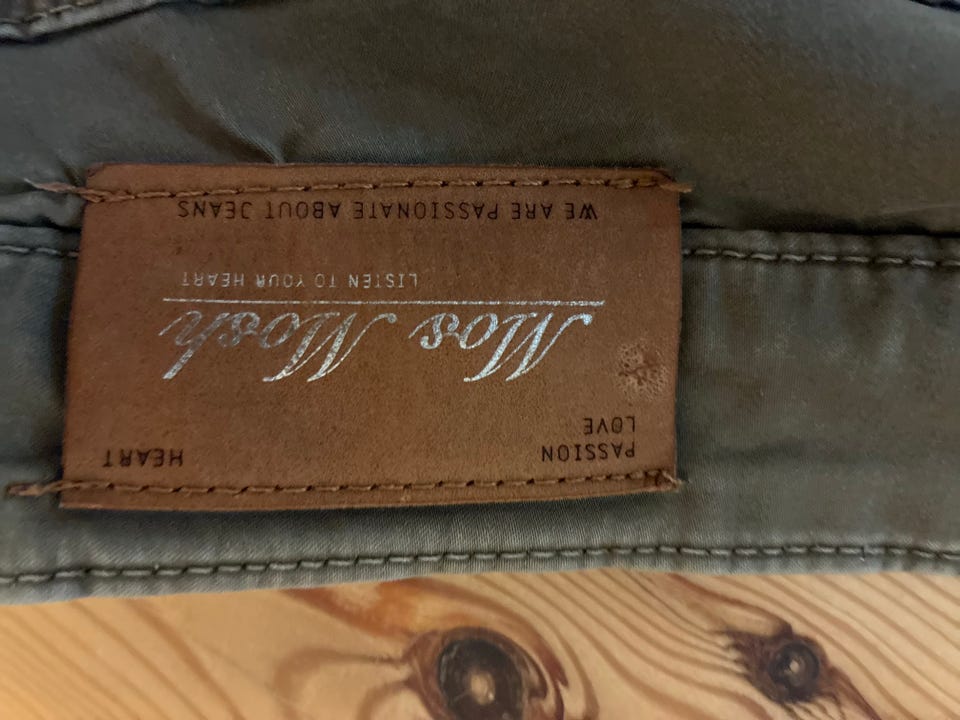 PASSION HEART
LOVE
Mos Mosh
LISTEN TO YOUR HEART
WE ARE PASSIONATE ABOUT JEANS